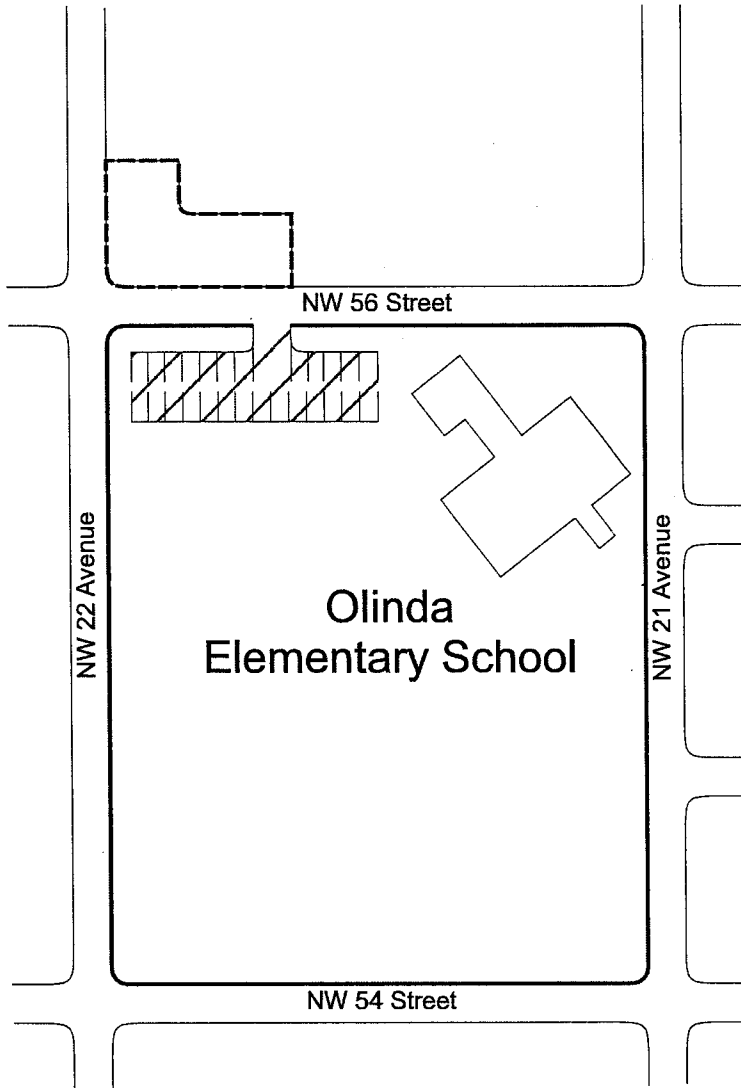 NW 56 Street
NW 22 Avenue
NW 21 Avenue
Olinda
Elementary School
NW 54 Street